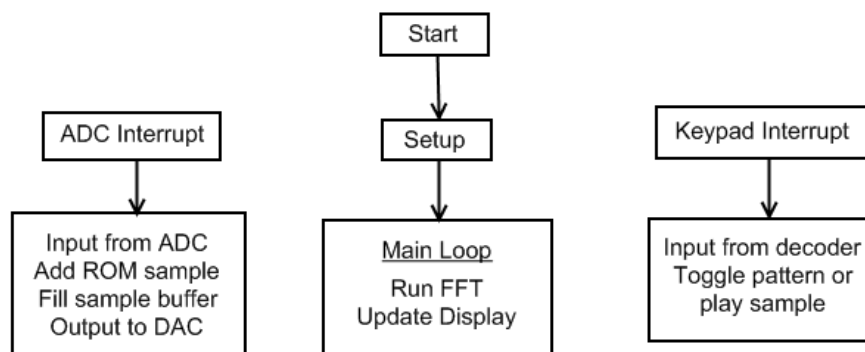 Start
ADC Interrupt
Setup
Keypad Interrupt
Input from ADC
Add ROM sample
Fill sample buffer
Output to DAC
Main Loop
Run FFT
Update Display
Input from decoder
Toggle pattern or
play sample